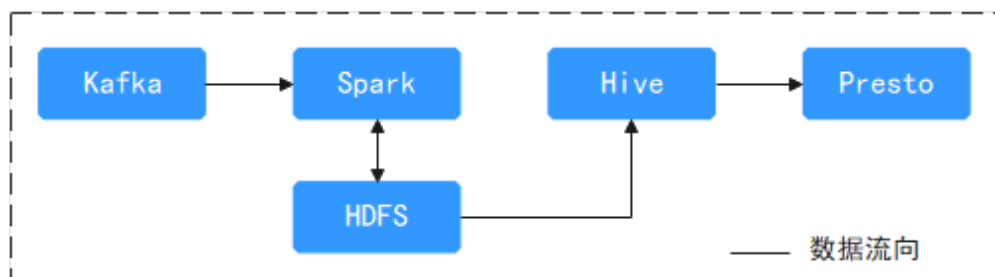 Kafka
Spark
Hive
Presto
HDFS
数据流向